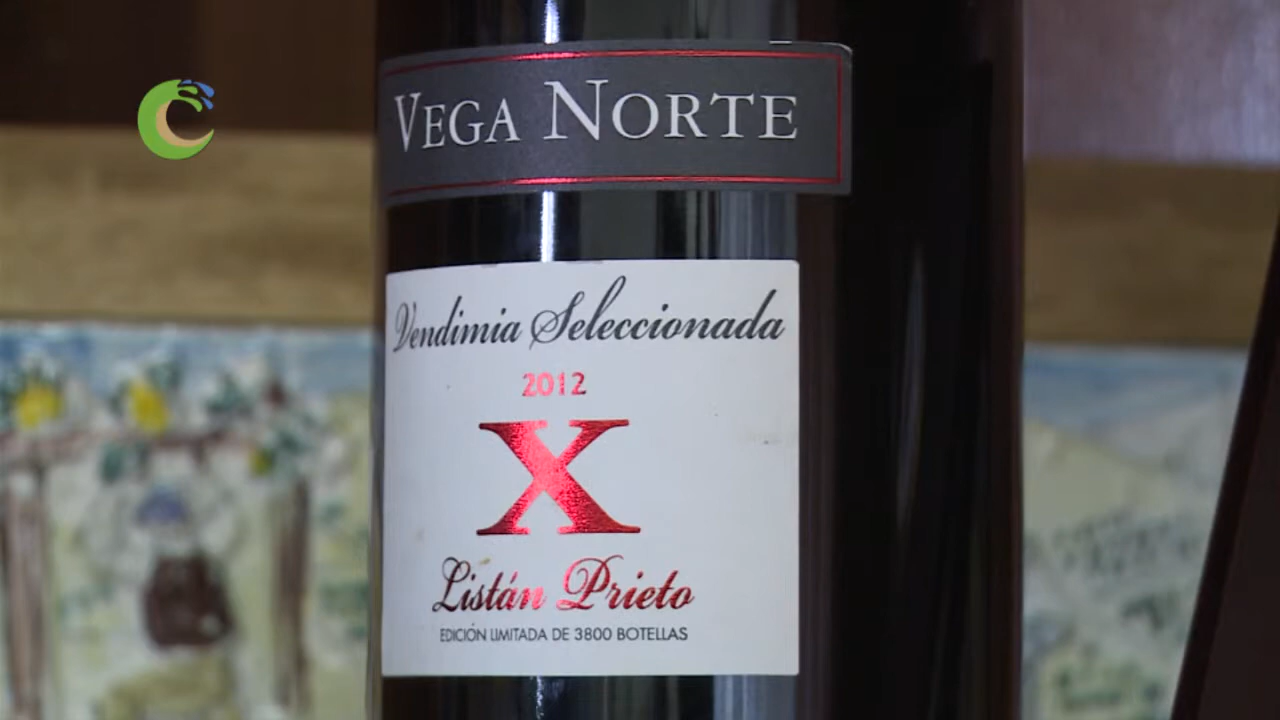 VEGA NORTE
Vendimia Seleccionada
2012
X
Listán Prieto
EDICIÓN LIMITADA DE 3800 BOTELLAS